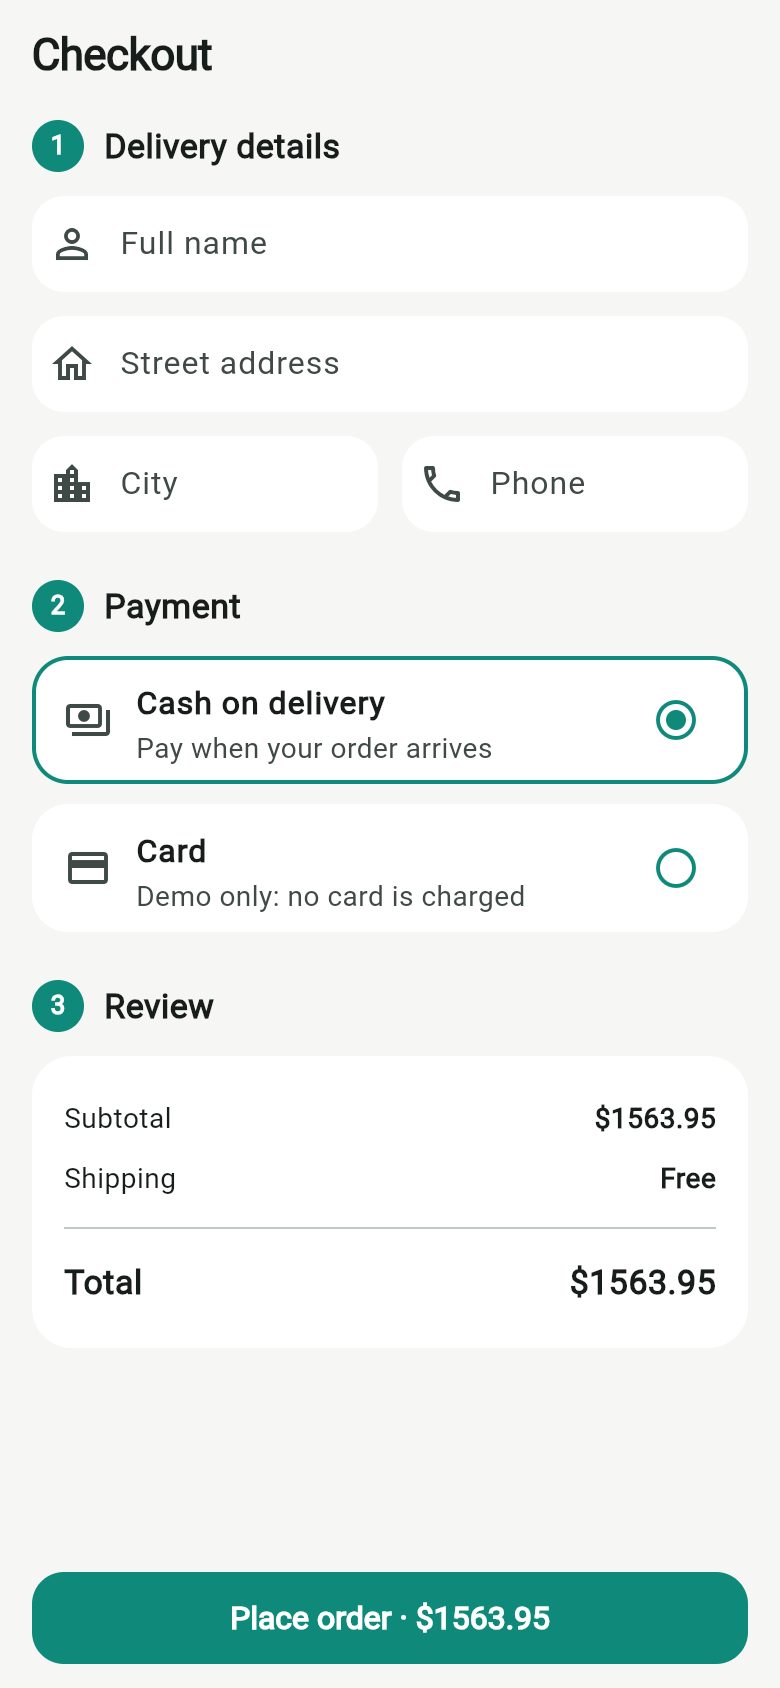 Checkout
1 Delivery details
Full name
Street address
City Phone
2 Payment
Cash on delivery
Pay when your order arrives
Card
Demo only: no card is charged
3 Review
Subtotal $1563.95
Shipping Free
Total $1563.95
Place order · $1563.95